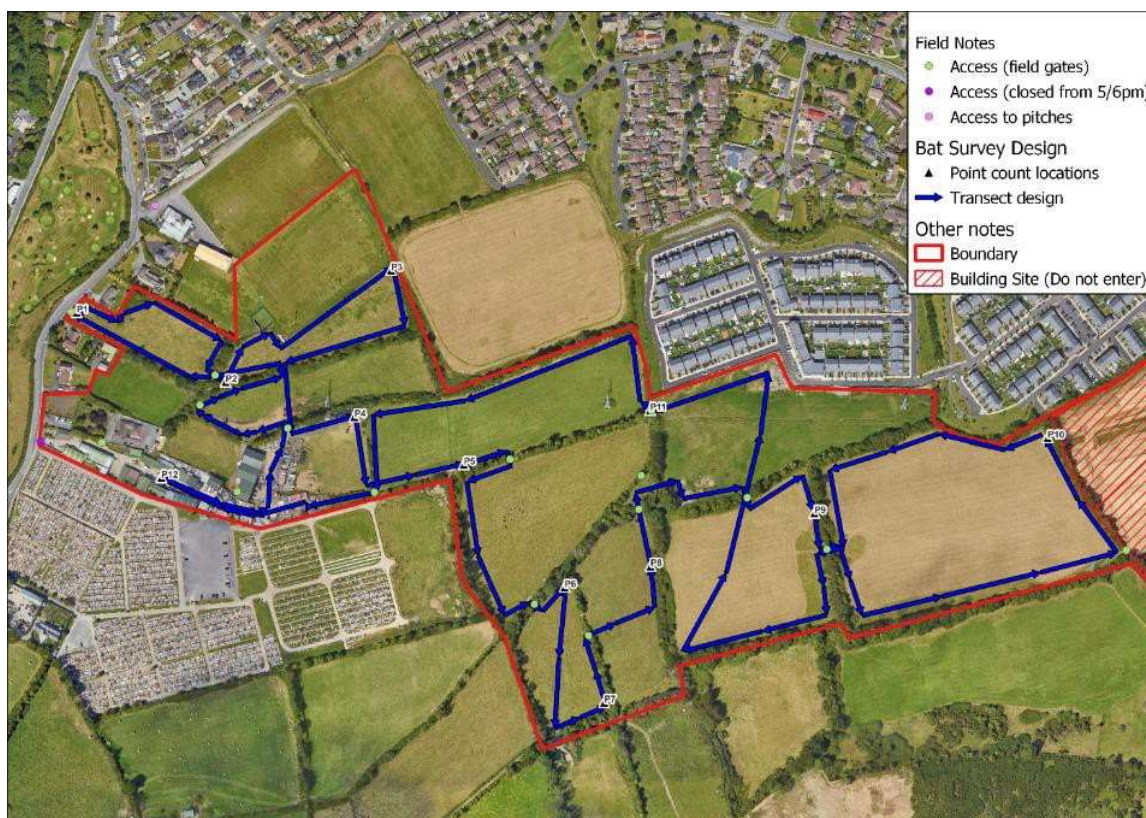 Field Notes
Access (field gates)
Access (closed from 5/6pm)
Access to pitches
Bat Survey Design
Point count locations
Transect design
Other notes
Boundary
Building Site (Do not enter)
P3
P1
P2
P4
P11
P10
P5
P12
P9
P8
P6
P7